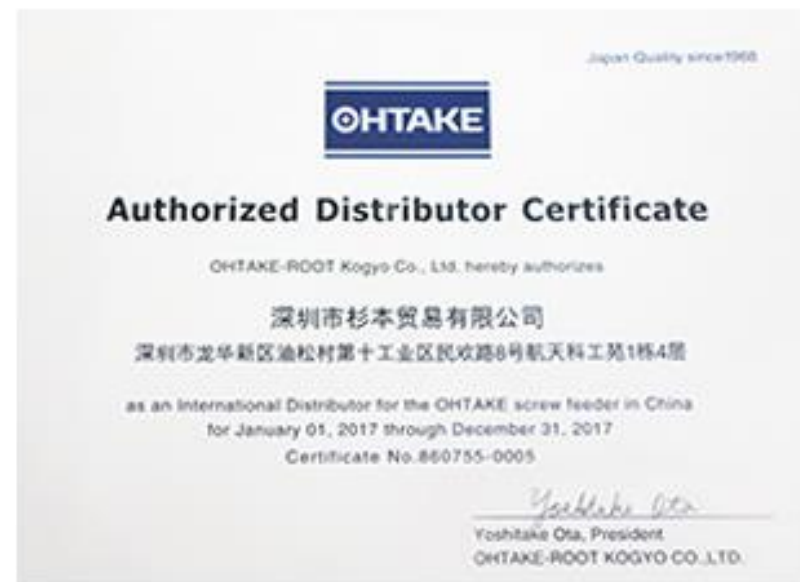 Japan Quality since1968
OHTAKE
Authorized Distributor Certificate
OHTAKE-ROOT Kogyo Co., Ltd. hereby authorizes
深圳市杉本贸易有限公司
深圳市龙华新区油松村第十工业区民欢路8号航天科工苑1栋4层
as an International Distributor for the OHTAKE screw feeder in China
for January 01, 2017 through December 31, 2017
Certificate No.860755-0005
Yoshitake Ota
Yoshitake Ota, President
OHTAKE-ROOT KOGYO CO.,LTD.